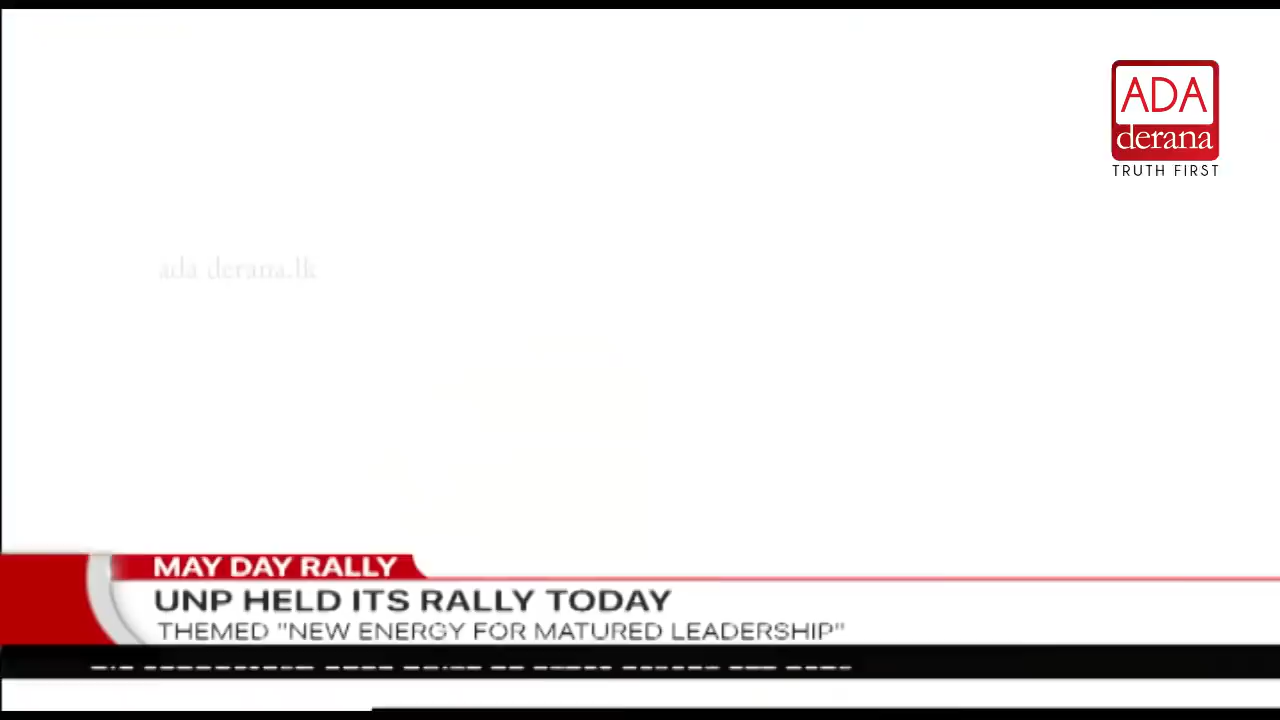 ADA
derana
TRUTH FIRST
ada derana.lk
MAY DAY RALLY
UNP HELD ITS RALLY TODAY
THEMED "NEW ENERGY FOR MATURED LEADERSHIP"